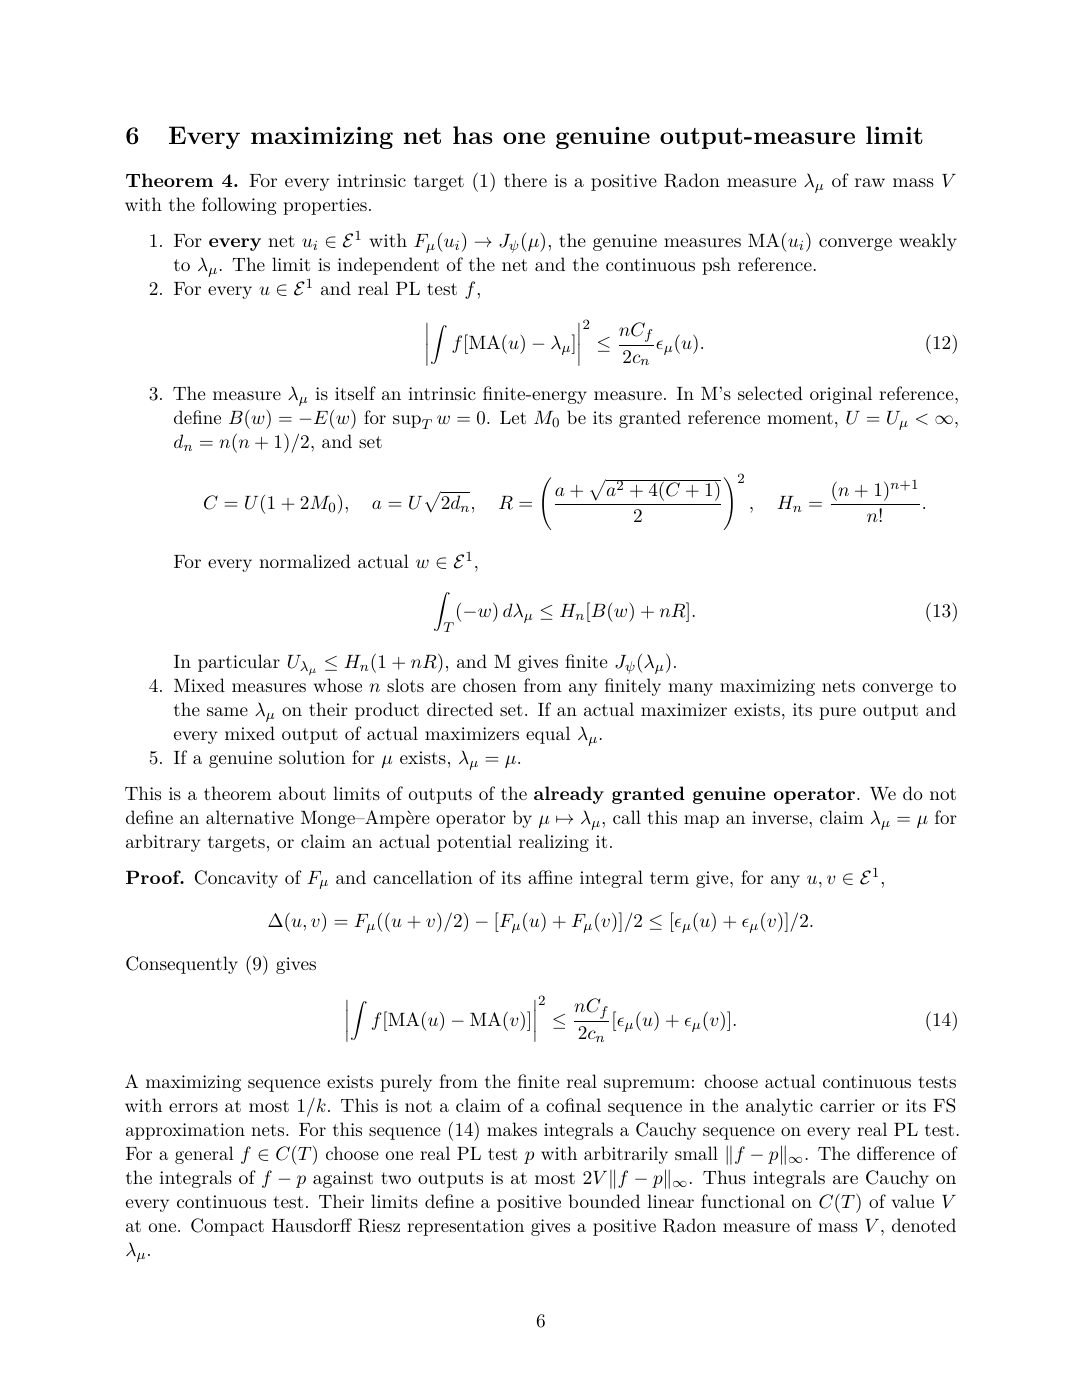 6 Every maximizing net has one genuine output-measure limit
Theorem 4. For every intrinsic target (1) there is a positive Radon measure λ_μ of raw mass V
with the following properties.
1. For every net u_i ∈ ℰ^1 with F_μ(u_i) → J_ψ(μ), the genuine measures MA(u_i) converge weakly
to λ_μ. The limit is independent of the net and the continuous psh reference.
2. For every u ∈ ℰ^1 and real PL test f,
|∫ f[MA(u) − λ_μ]|^2 ≤ nC_f/2c_n ϵ_μ(u). (12)
3. The measure λ_μ is itself an intrinsic finite-energy measure. In M’s selected original reference,
define B(w) = −E(w) for sup_T w = 0. Let M_0 be its granted reference moment, U = U_μ < ∞,
d_n = n(n + 1)/2, and set
C = U(1 + 2M_0), a = U√(2d_n), R = ((a + √(a^2 + 4(C + 1)))/2)^2, H_n = (n + 1)^{n+1}/n!.
For every normalized actual w ∈ ℰ^1,
∫_T (−w) dλ_μ ≤ H_n[B(w) + nR]. (13)
In particular U_{λ_μ} ≤ H_n(1 + nR), and M gives finite J_ψ(λ_μ).
4. Mixed measures whose n slots are chosen from any finitely many maximizing nets converge to
the same λ_μ on their product directed set. If an actual maximizer exists, its pure output and
every mixed output of actual maximizers equal λ_μ.
5. If a genuine solution for μ exists, λ_μ = μ.
This is a theorem about limits of outputs of the already granted genuine operator. We do not
define an alternative Monge–Ampère operator by μ ↦ λ_μ, call this map an inverse, claim λ_μ = μ for
arbitrary targets, or claim an actual potential realizing it.
Proof. Concavity of F_μ and cancellation of its affine integral term give, for any u, v ∈ ℰ^1,
Δ(u, v) = F_μ((u + v)/2) − [F_μ(u) + F_μ(v)]/2 ≤ [ϵ_μ(u) + ϵ_μ(v)]/2.
Consequently (9) gives
|∫ f[MA(u) − MA(v)]|^2 ≤ nC_f/2c_n [ϵ_μ(u) + ϵ_μ(v)]. (14)
A maximizing sequence exists purely from the finite real supremum: choose actual continuous tests
with errors at most 1/k. This is not a claim of a cofinal sequence in the analytic carrier or its FS
approximation nets. For this sequence (14) makes integrals a Cauchy sequence on every real PL test.
For a general f ∈ C(T) choose one real PL test p with arbitrarily small ‖f − p‖_∞. The difference of
the integrals of f − p against two outputs is at most 2V‖f − p‖_∞. Thus integrals are Cauchy on
every continuous test. Their limits define a positive bounded linear functional on C(T) of value V
at one. Compact Hausdorff Riesz representation gives a positive Radon measure of mass V, denoted
λ_μ.
6